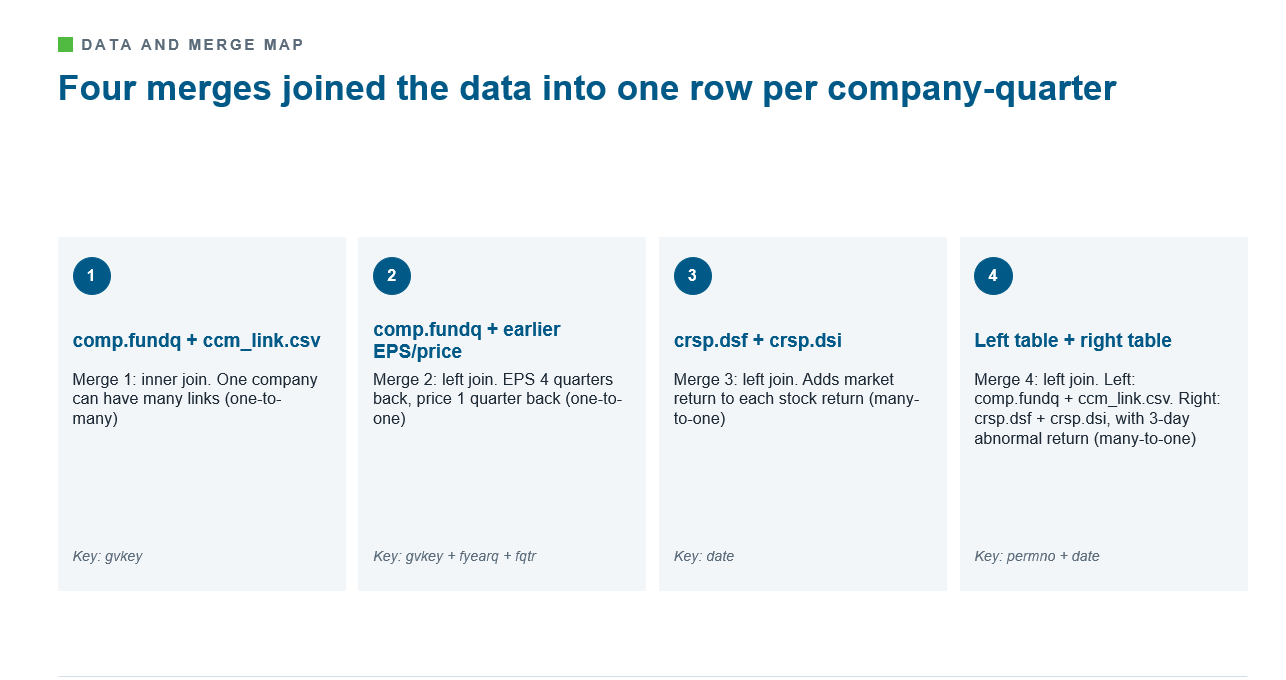 DATA AND MERGE MAP
Four merges joined the data into one row per company-quarter
1
comp.fundq + ccm_link.csv
Merge 1: inner join. One company
can have many links (one-to-
many)
Key: gvkey
2
comp.fundq + earlier
EPS/price
Merge 2: left join. EPS 4 quarters
back, price 1 quarter back (one-to-
one)
Key: gvkey + fyearq + fqtr
3
crsp.dsf + crsp.dsi
Merge 3: left join. Adds market
return to each stock return (many-
to-one)
Key: date
4
Left table + right table
Merge 4: left join. Left:
comp.fundq + ccm_link.csv. Right:
crsp.dsf + crsp.dsi, with 3-day
abnormal return (many-to-one)
Key: permno + date